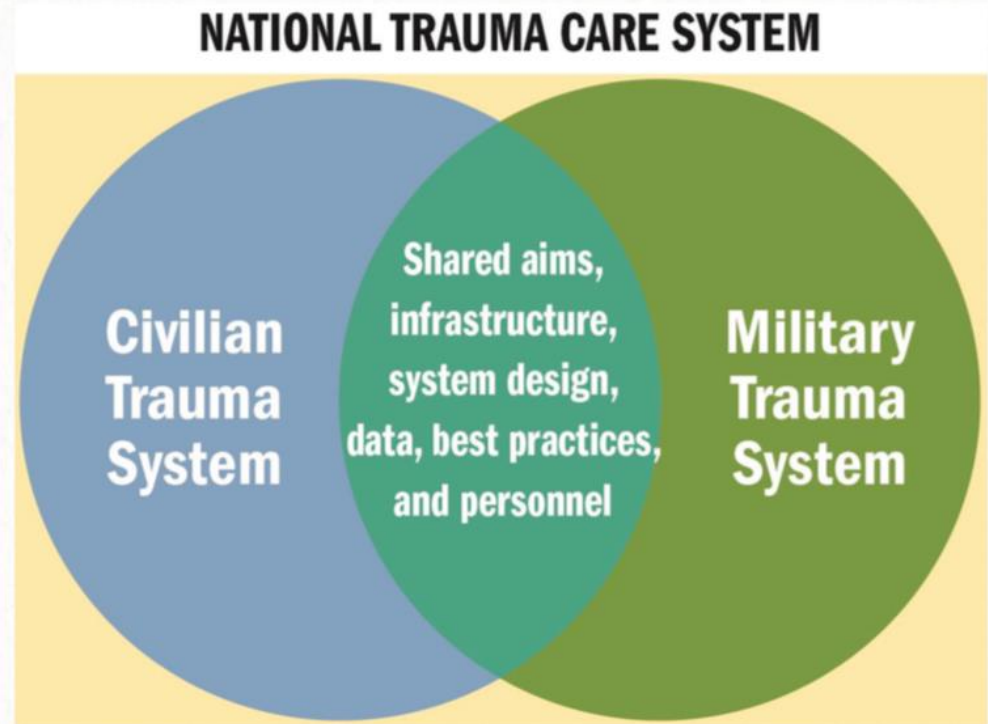 NATIONAL TRAUMA CARE SYSTEM
Civilian
Trauma
System
Shared aims,
infrastructure,
system design,
data, best practices,
and personnel
Military
Trauma
System